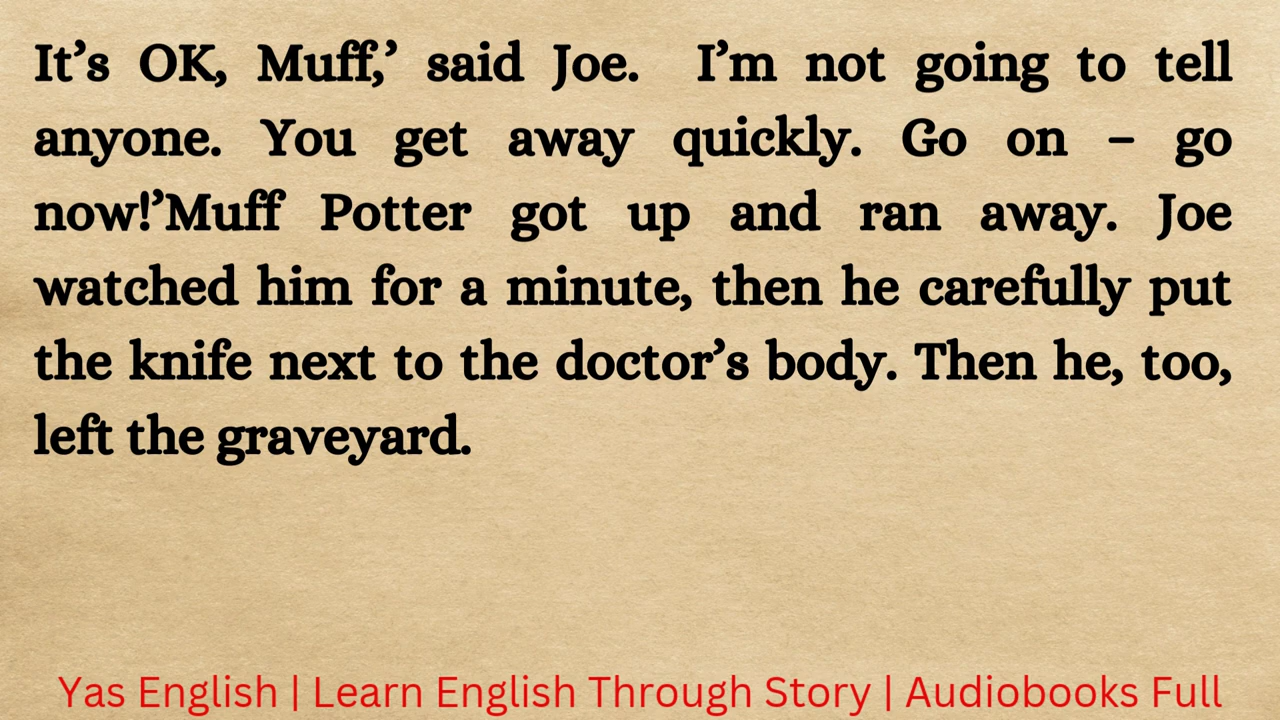 It’s OK, Muff,’ said Joe.  I’m not going to tell
anyone. You get away quickly. Go on – go
now!’Muff Potter got up and ran away. Joe
watched him for a minute, then he carefully put
the knife next to the doctor’s body. Then he, too,
left the graveyard.
Yas English | Learn English Through Story | Audiobooks Full